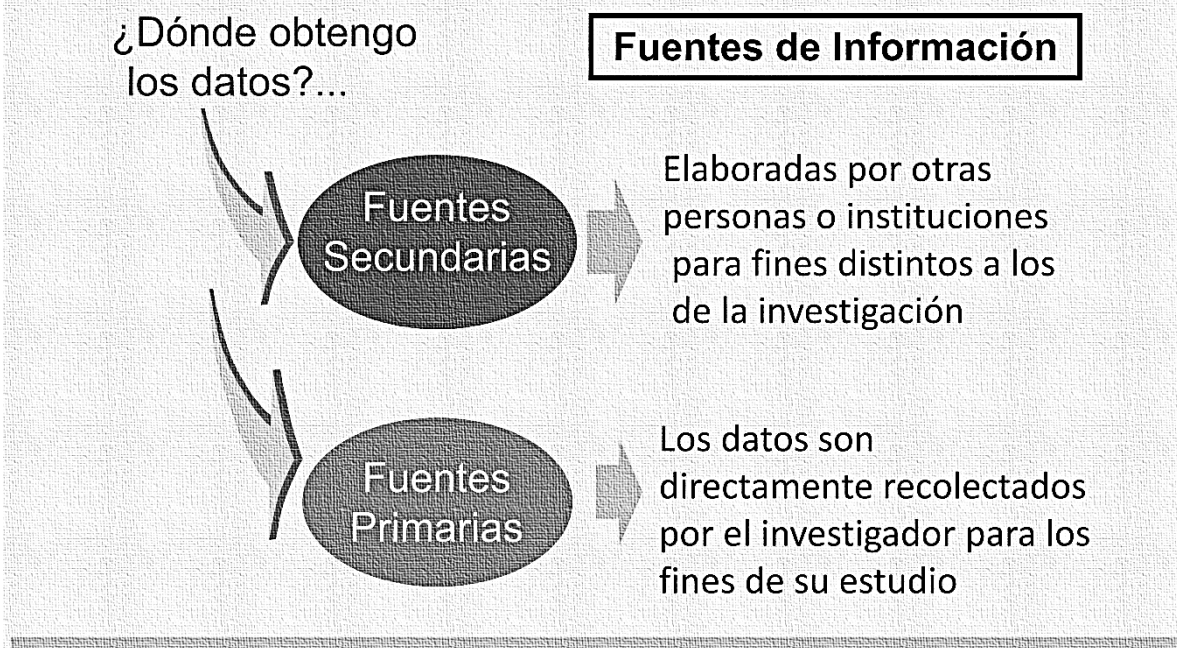 ¿Dónde obtengo
los datos?...
Fuentes de Información
Fuentes
Secundarias
Elaboradas por otras
personas o instituciones
para fines distintos a los
de la investigación
Fuentes
Primarias
Los datos son
directamente recolectados
por el investigador para los
fines de su estudio